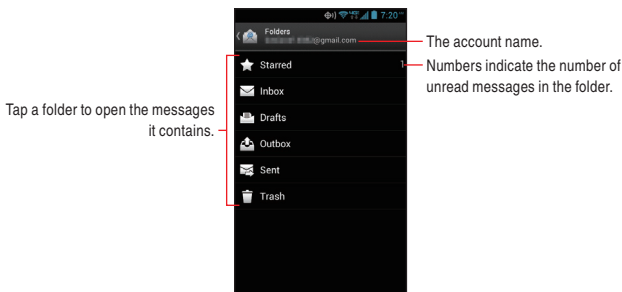 7:20
Folders
@gmail.com
The account name.
Starred 1
Numbers indicate the number of
unread messages in the folder.
Inbox
Tap a folder to open the messages
it contains.
Drafts
Outbox
Sent
Trash